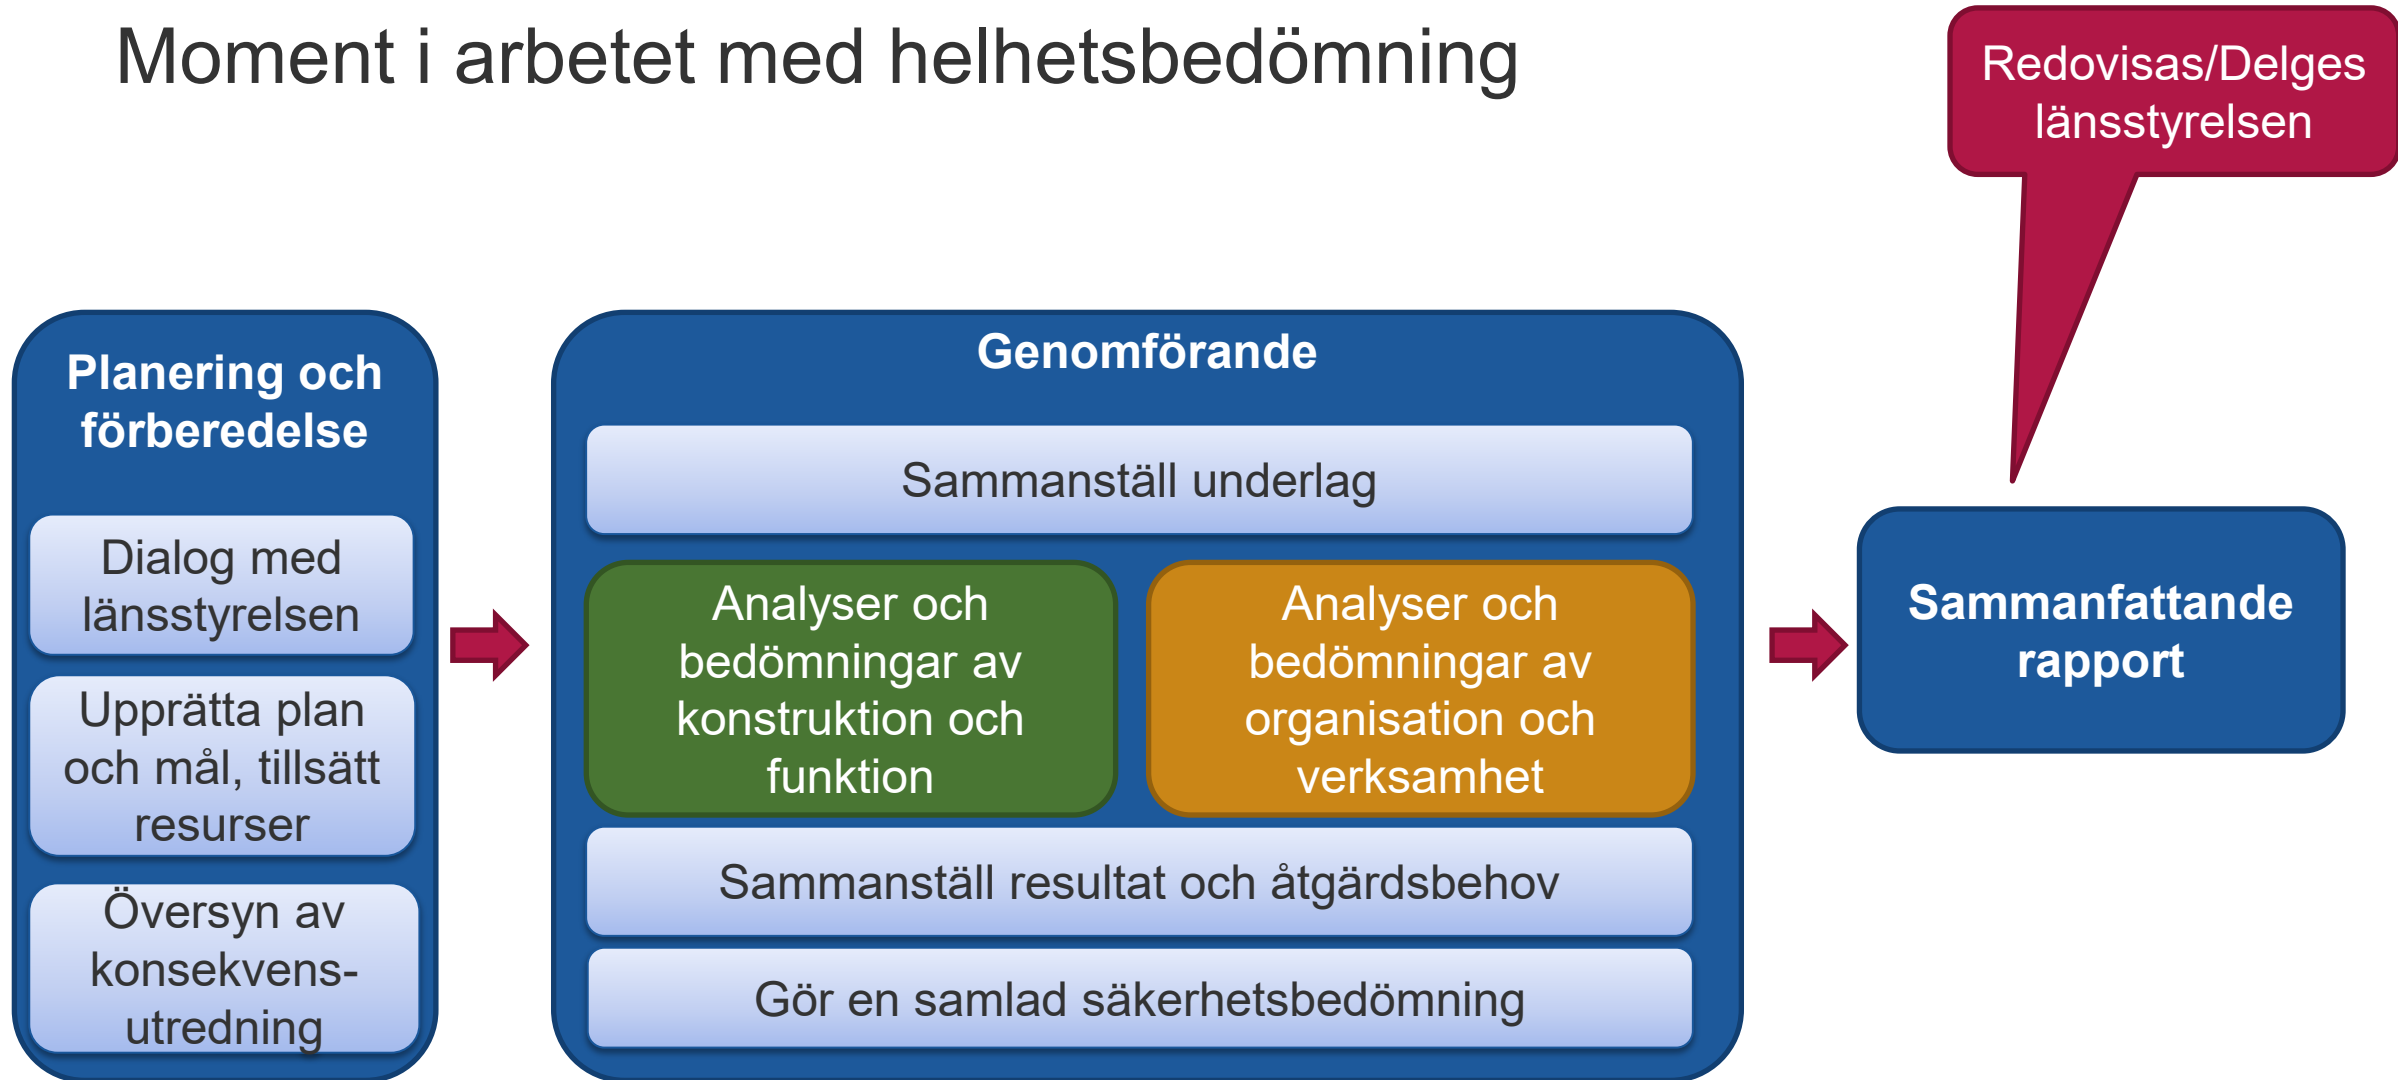 Moment i arbetet med helhetsbedömning
Redovisas/Delges
länsstyrelsen
Planering och
förberedelse
Dialog med
länsstyrelsen
Upprätta plan
och mål, tillsätt
resurser
Översyn av
konsekvens-
utredning
Genomförande
Sammanställ underlag
Analyser och
bedömningar av
konstruktion och
funktion
Analyser och
bedömningar av
organisation och
verksamhet
Sammanställ resultat och åtgärdsbehov
Gör en samlad säkerhetsbedömning
Sammanfattande
rapport